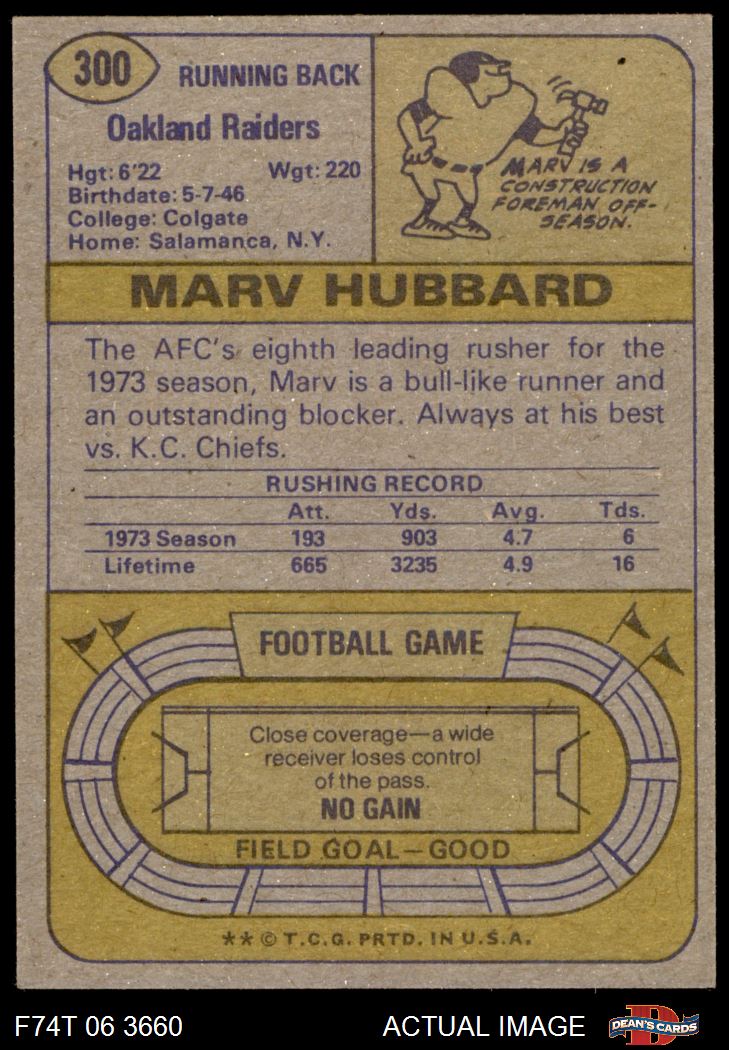 300
RUNNING BACK
Oakland Raiders
Hgt: 6'22 Wgt: 220
Birthdate: 5-7-46
College: Colgate
Home: Salamanca, N.Y.
MARV IS A
CONSTRUCTION
FOREMAN OFF-
SEASON.
MARV HUBBARD
The AFC's eighth leading rusher for the
1973 season, Marv is a bull-like runner and
an outstanding blocker. Always at his best
vs. K.C. Chiefs.
RUSHING RECORD
Att. Yds. Avg. Tds.
1973 Season 193 903 4.7 6
Lifetime 665 3235 4.9 16
FOOTBALL GAME
Close coverage—a wide
receiver loses control
of the pass.
NO GAIN
FIELD GOAL—GOOD
** © T.C.G. PRTD. IN U.S.A.
F74T 06 3660 ACTUAL IMAGE
DEAN'S CARDS